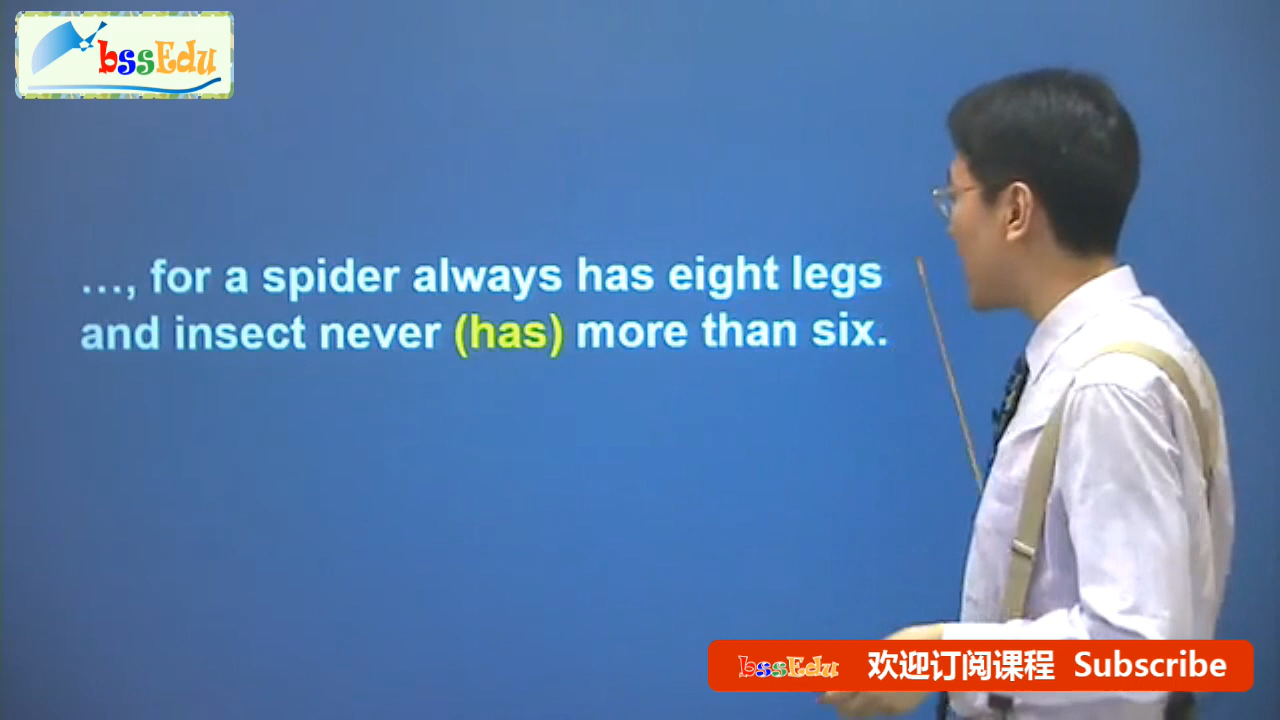 bssEdu
…, for a spider always has eight legs
and insect never (has) more than six.
bssEdu 欢迎订阅课程 Subscribe